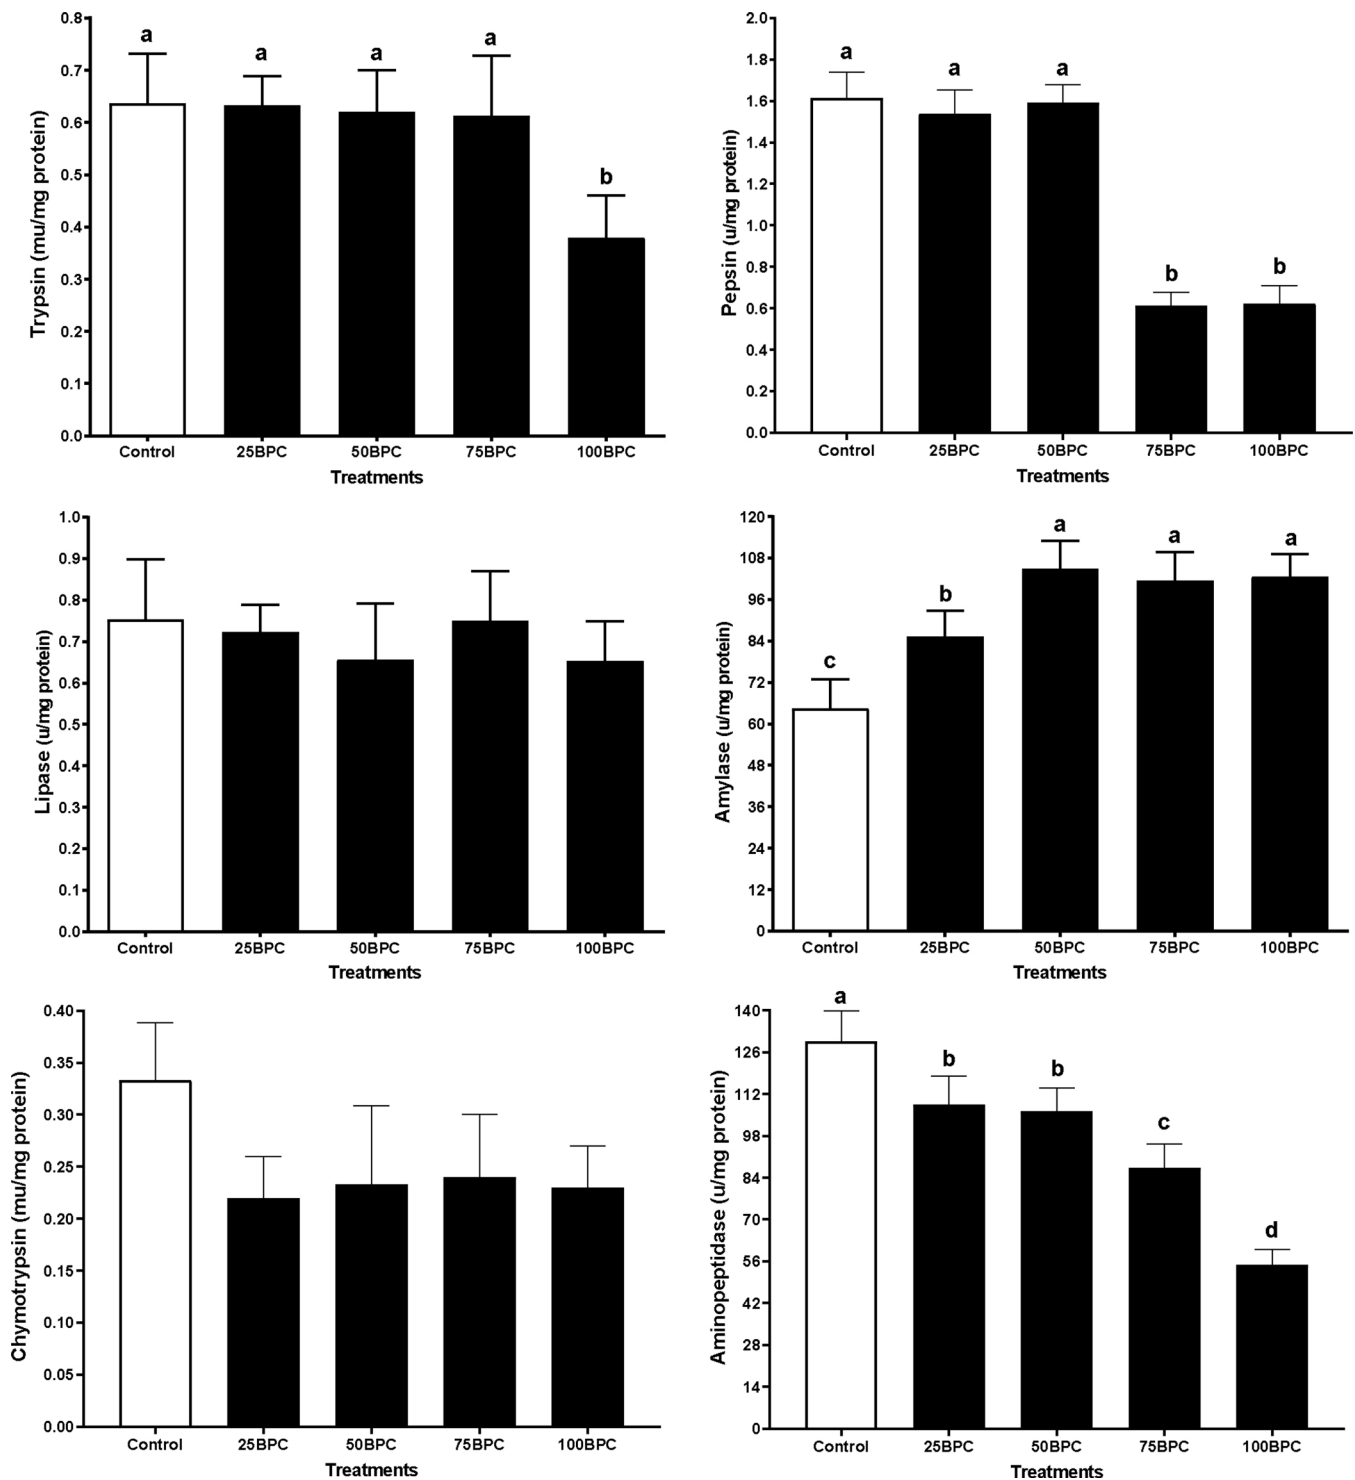 Trypsin (mu/mg protein)
0.8
0.7
0.6
0.5
0.4
0.3
0.2
0.1
0.0
a
a
a
a
b
Control 25BPC 50BPC 75BPC 100BPC
Treatments
Pepsin (u/mg protein)
2.0
1.8
1.6
1.4
1.2
1.0
0.8
0.6
0.4
0.2
0.0
a
a
a
b
b
Control 25BPC 50BPC 75BPC 100BPC
Treatments
Lipase (u/mg protein)
1.0
0.9
0.8
0.7
0.6
0.5
0.4
0.3
0.2
0.1
0.0
Control 25BPC 50BPC 75BPC 100BPC
Treatments
Amylase (u/mg protein)
120
108
96
84
72
60
48
36
24
12
0
c
b
a
a
a
Control 25BPC 50BPC 75BPC 100BPC
Treatments
Chymotrypsin (mu/mg protein)
0.40
0.35
0.30
0.25
0.20
0.15
0.10
0.05
0.00
Control 25BPC 50BPC 75BPC 100BPC
Treatments
Aminopeptidase (u/mg protein)
140
126
112
98
84
70
56
42
28
14
0
a
b
b
c
d
Control 25BPC 50BPC 75BPC 100BPC
Treatments